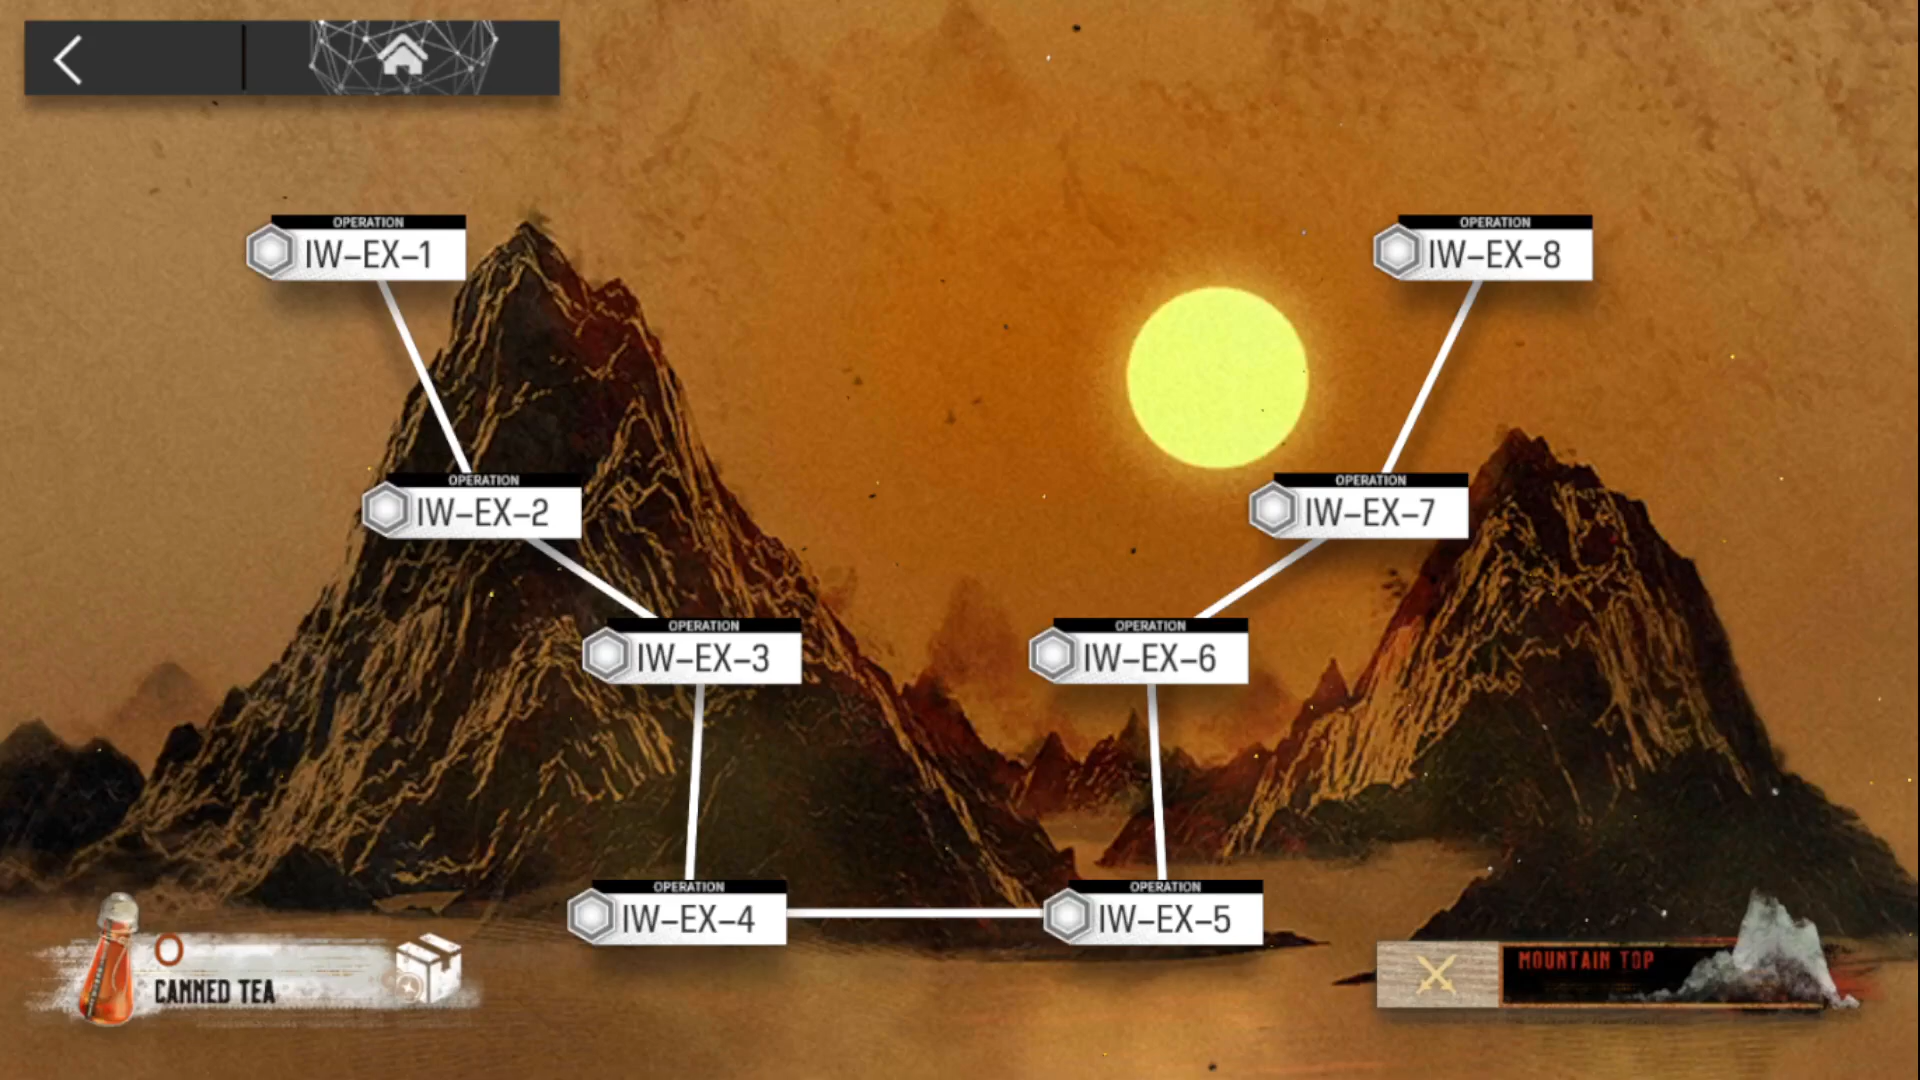 OPERATION
IW-EX-1
OPERATION
IW-EX-8
OPERATION
IW-EX-2
OPERATION
IW-EX-7
OPERATION
IW-EX-3
OPERATION
IW-EX-6
OPERATION
IW-EX-4
OPERATION
IW-EX-5
0
CANNED TEA
MOUNTAIN TOP